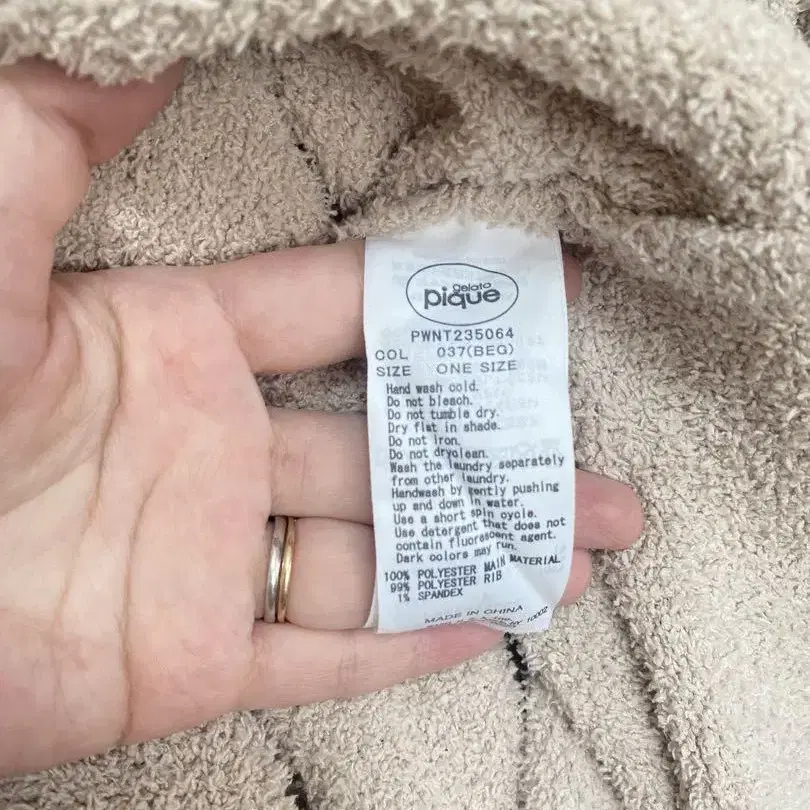 gelato
pique
PWNT235064
COL 037(BEG)
SIZE ONE SIZE
Hand wash cold.
Do not bleach.
Do not tumble dry.
Dry flat in shade.
Do not iron.
Do not dryclean.
Wash the laundry separately
from other laundry.
Handwash by gently pushing
up and down in water.
Use a short spin cycle.
Use detergent that does not
contain fluorescent agent.
Dark colors may run.
100% POLYESTER MAIN MATERIAL
99% POLYESTER RIB
1% SPANDEX
MADE IN CHINA
NY 10002